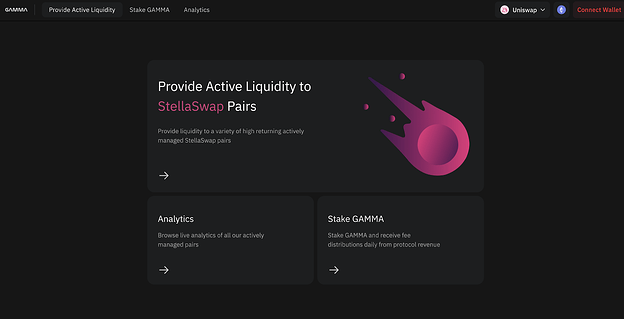 GAMMA
Provide Active Liquidity
Stake GAMMA
Analytics
Uniswap
Connect Wallet
Provide Active Liquidity to
StellaSwap Pairs
Provide liquidity to a variety of high returning actively
managed StellaSwap pairs
Analytics
Browse live analytics of all our actively
managed pairs
Stake GAMMA
Stake GAMMA and receive fee
distributions daily from protocol revenue